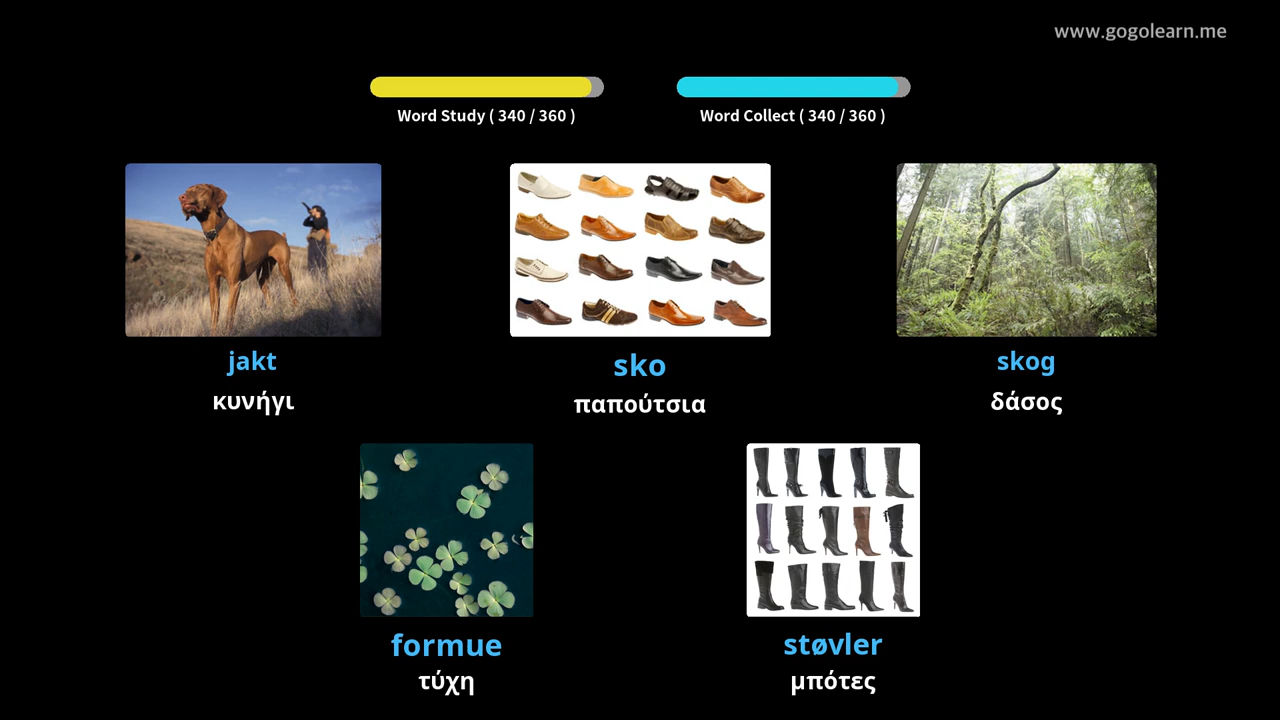 www.gogolearn.me
Word Study ( 340 / 360 )
Word Collect ( 340 / 360 )
jakt
sko
skog
κυνήγι
παπούτσια
δάσος
formue
støvler
τύχη
μπότες